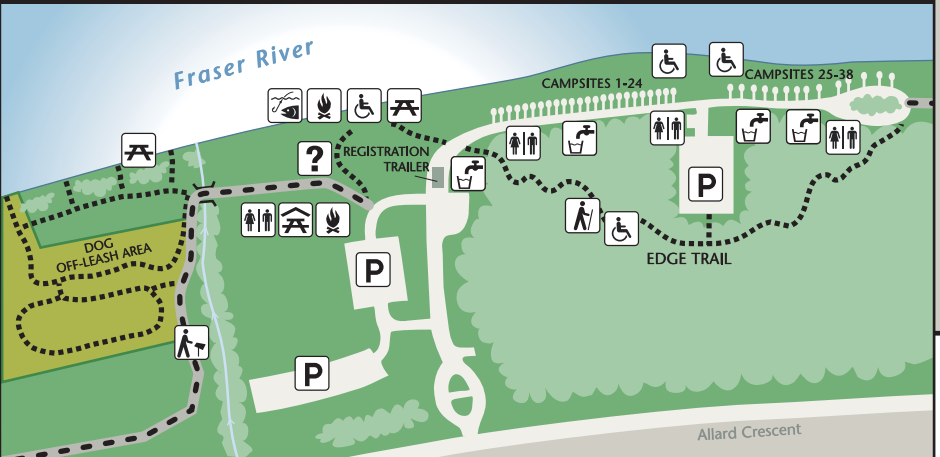 Fraser River
CAMPSITES 1-24
CAMPSITES 25-38
?
REGISTRATION
TRAILER
P
DOG
OFF-LEASH AREA
EDGE TRAIL
P
P
Allard Crescent